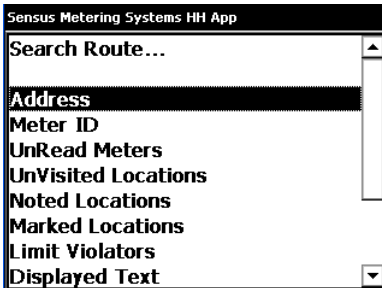 Sensus Metering Systems HH App
Search Route...
Address
Meter ID
UnRead Meters
UnVisited Locations
Noted Locations
Marked Locations
Limit Violators
Displayed Text